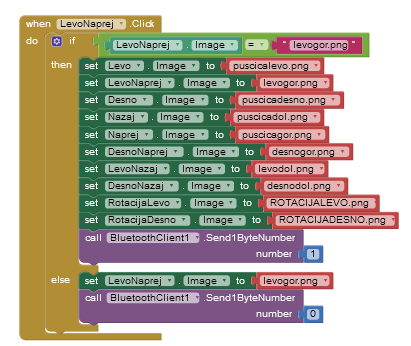 when LevoNaprej .Click
do if LevoNaprej . Image = " levogor.png "
then set Levo . Image to puscicalevo.png
set LevoNaprej . Image to levogor.png
set Desno . Image to puscicadesno.png
set Nazaj . Image to puscicadol.png
set Naprej . Image to puscicagor.png
set DesnoNaprej . Image to desnogor.png
set LevoNazaj . Image to levodol.png
set DesnoNazaj . Image to desnodol.png
set RotacijaLevo . Image to ROTACIJALEVO.png
set RotacijaDesno . Image to ROTACIJADESNO.png
call BluetoothClient1 .Send1ByteNumber
number 1
else set LevoNaprej . Image to levogor.png
call BluetoothClient1 .Send1ByteNumber
number 0